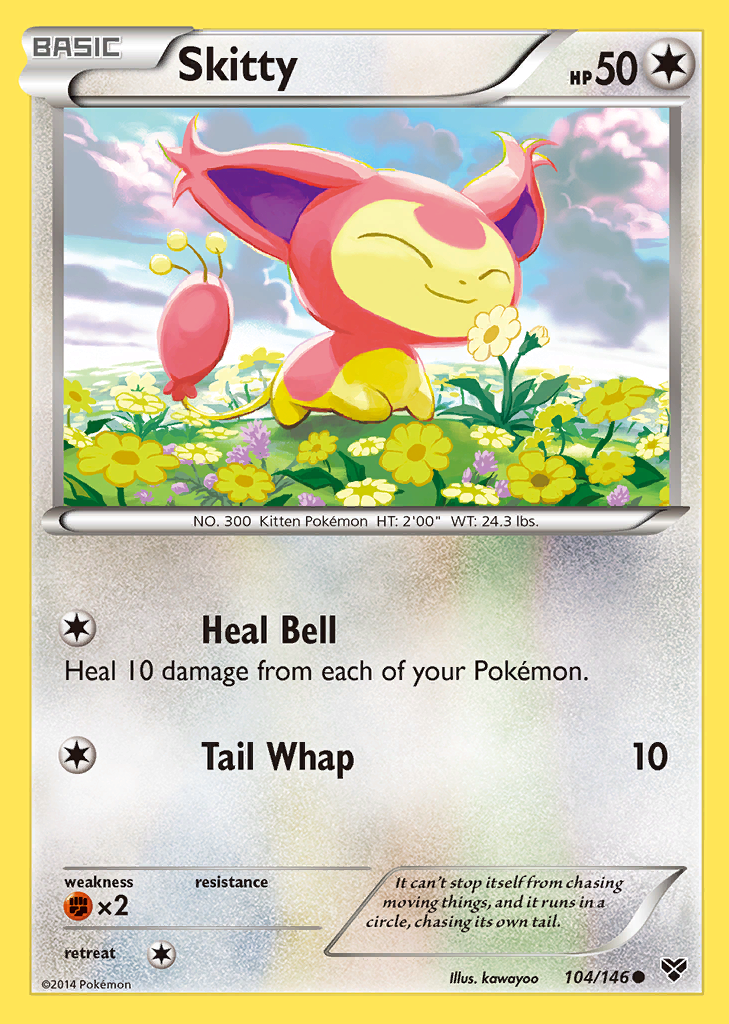 BASIC
Skitty
HP50
NO. 300 Kitten Pokémon HT: 2'00" WT: 24.3 lbs.
Heal Bell
Heal 10 damage from each of your Pokémon.
Tail Whap 10
weakness resistance
×2
It can't stop itself from chasing
moving things, and it runs in a
circle, chasing its own tail.
retreat
Illus. kawayoo 104/146
©2014 Pokémon